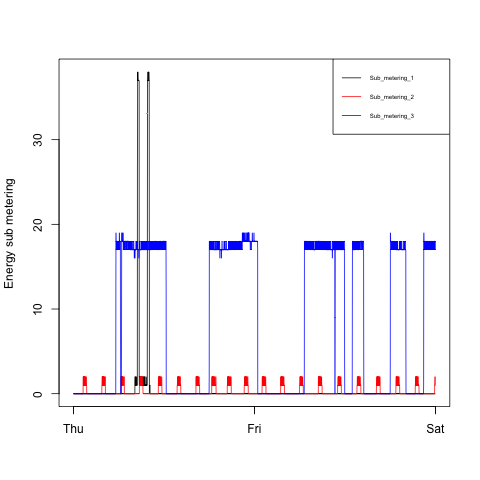 Sub_metering_1
Sub_metering_2
Sub_metering_3
Energy sub metering
30
20
10
0
Thu
Fri
Sat